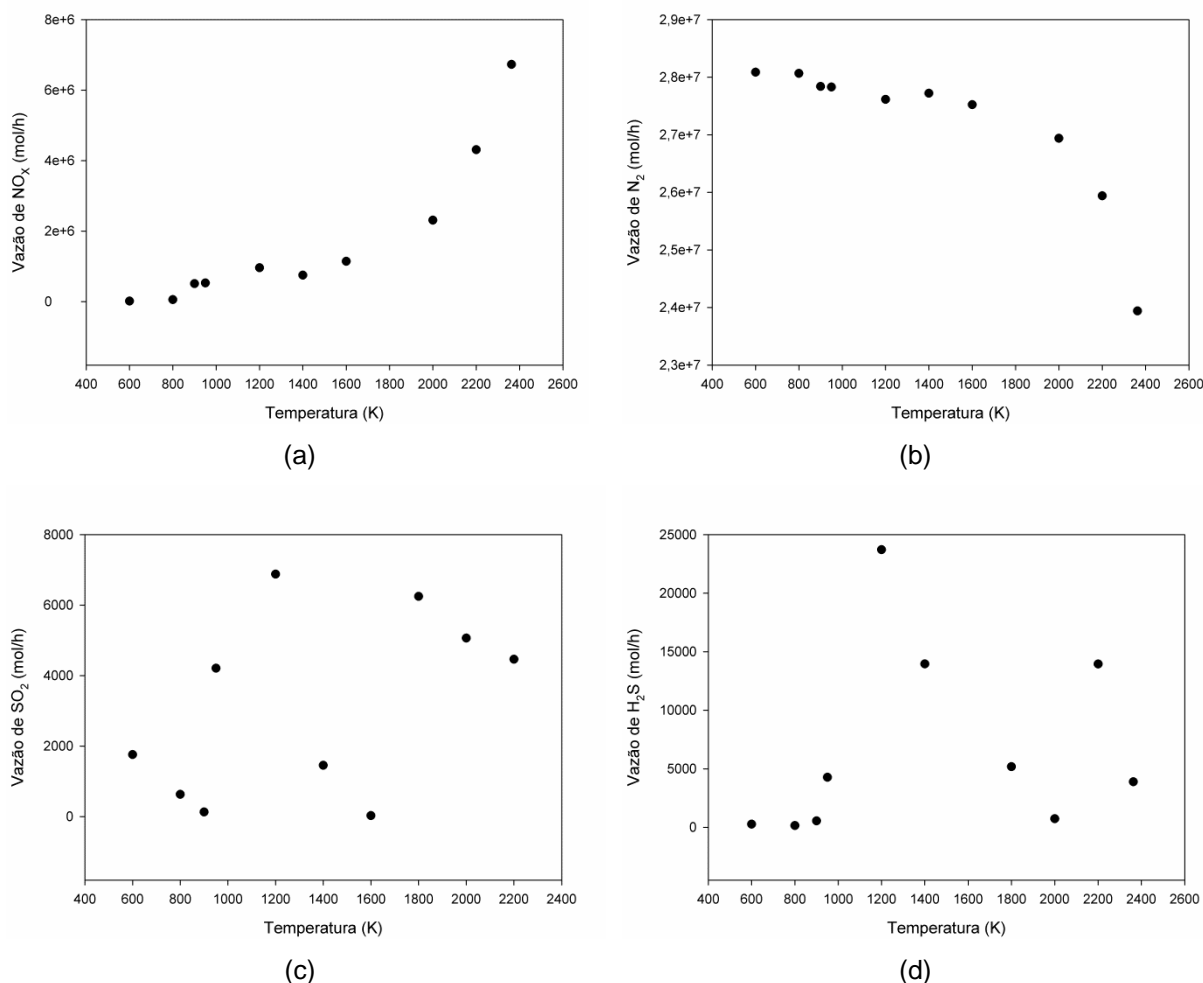 Vazão de NOX (mol/h)
8e+6
6e+6
4e+6
2e+6
0
400 600 800 1000 1200 1400 1600 1800 2000 2200 2400 2600
Temperatura (K)
(a)
Vazão de N2 (mol/h)
2,9e+7
2,8e+7
2,7e+7
2,6e+7
2,5e+7
2,4e+7
2,3e+7
400 600 800 1000 1200 1400 1600 1800 2000 2200 2400 2600
Temperatura (K)
(b)
Vazão de SO2 (mol/h)
8000
6000
4000
2000
0
400 600 800 1000 1200 1400 1600 1800 2000 2200 2400
Temperatura (K)
(c)
Vazão de H2S (mol/h)
25000
20000
15000
10000
5000
0
400 600 800 1000 1200 1400 1600 1800 2000 2200 2400 2600
Temperatura (K)
(d)